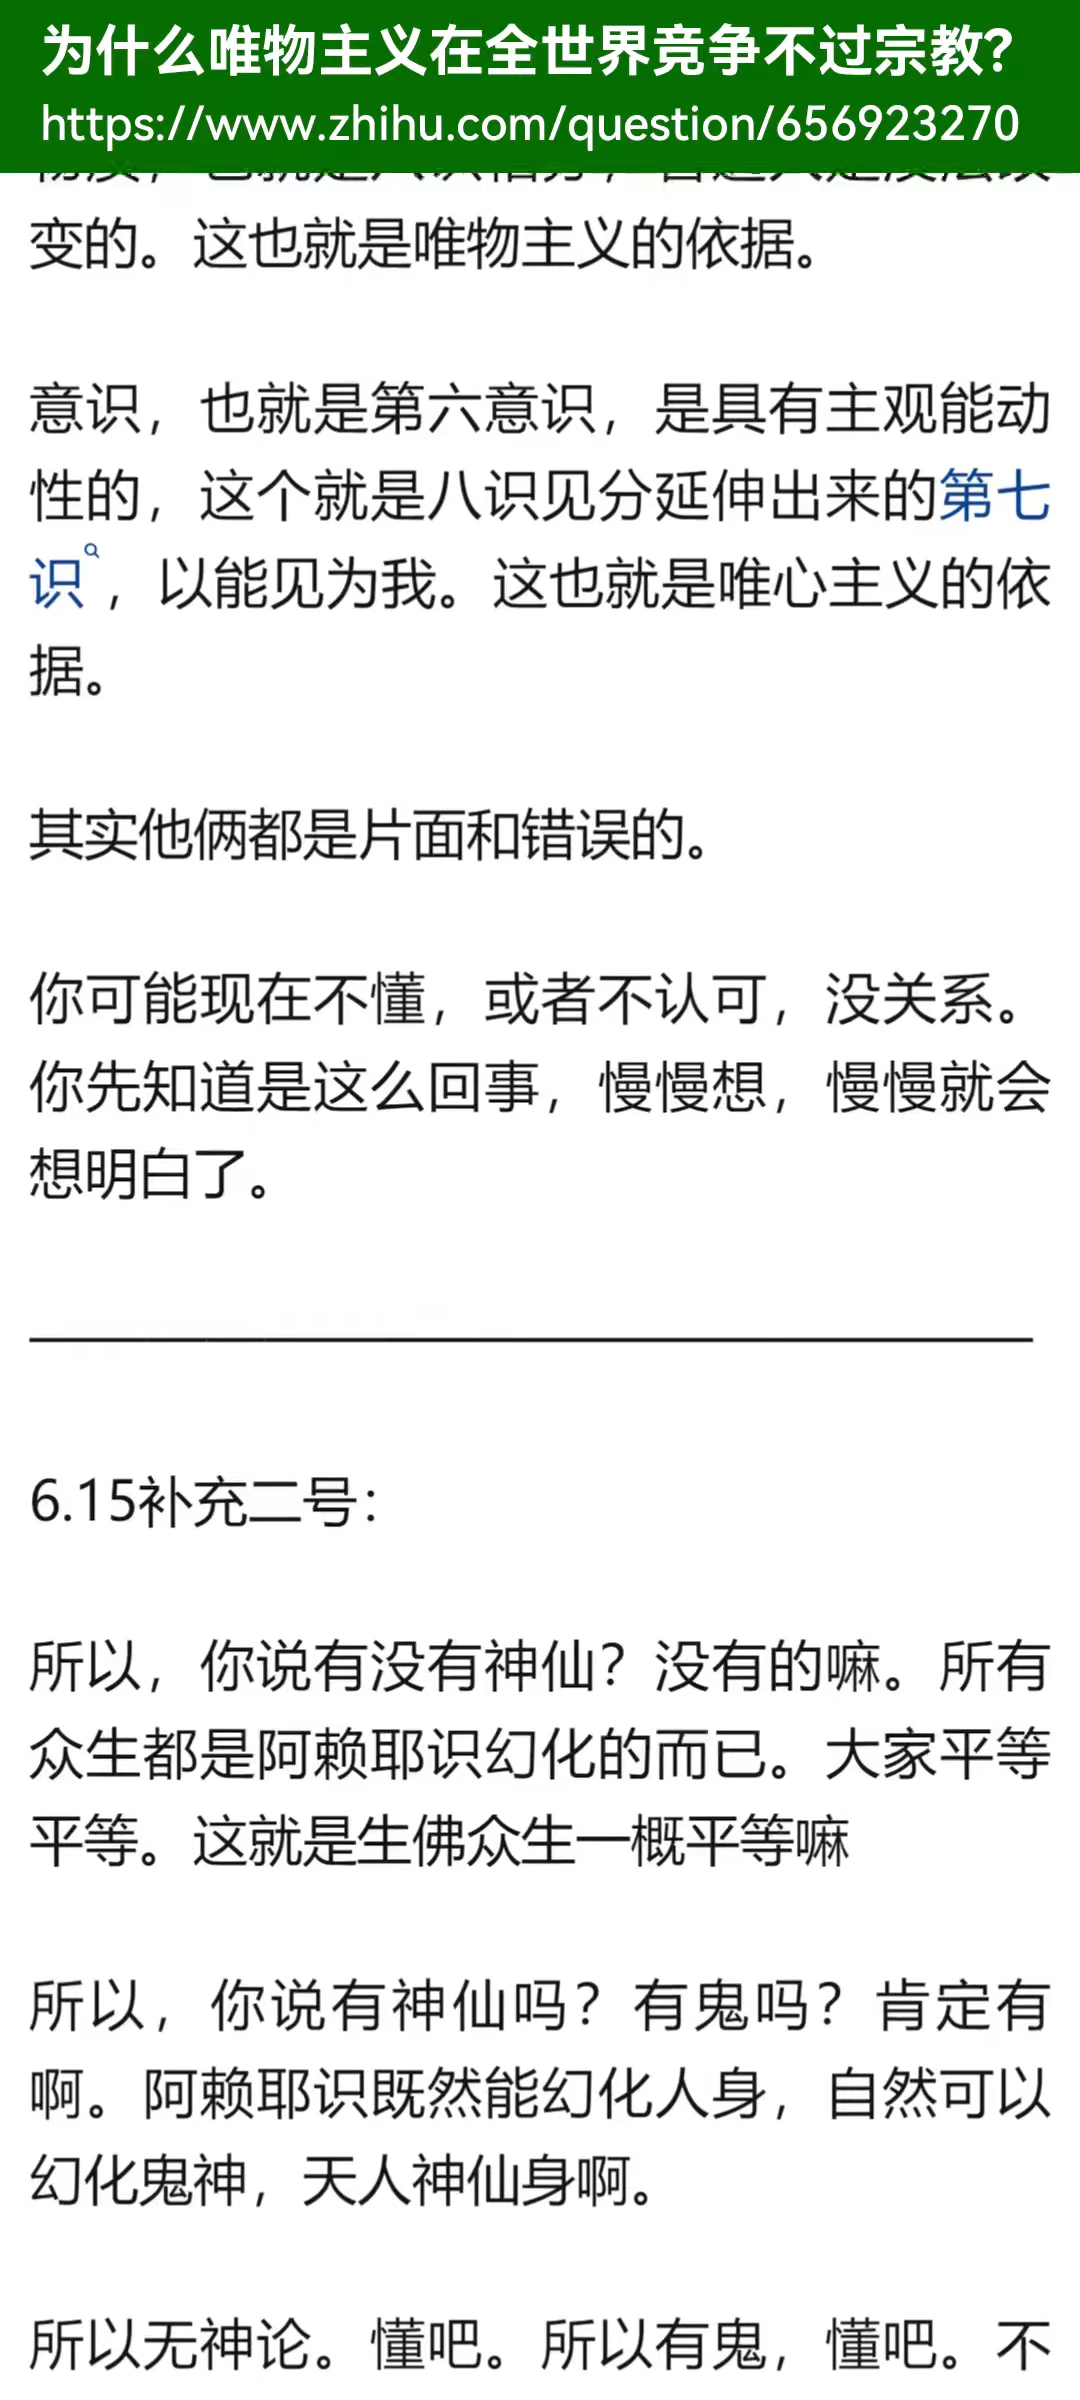 为什么唯物主义在全世界竞争不过宗教?
https://www.zhihu.com/question/656923270
变的。这也就是唯物主义的依据。
意识，也就是第六意识，是具有主观能动
性的，这个就是八识见分延伸出来的第七
识，以能见为我。这也就是唯心主义的依
据。
其实他俩都是片面和错误的。
你可能现在不懂，或者不认可，没关系。
你先知道是这么回事，慢慢想，慢慢就会
想明白了。
6.15补充二号：
所以，你说有没有神仙？没有的嘛。所有
众生都是阿赖耶识幻化的而已。大家平等
平等。这就是生佛众生一概平等嘛
所以，你说有神仙吗？有鬼吗？肯定有
啊。阿赖耶识既然能幻化人身，自然可以
幻化鬼神，天人神仙身啊。
所以无神论。懂吧。所以有鬼，懂吧。不